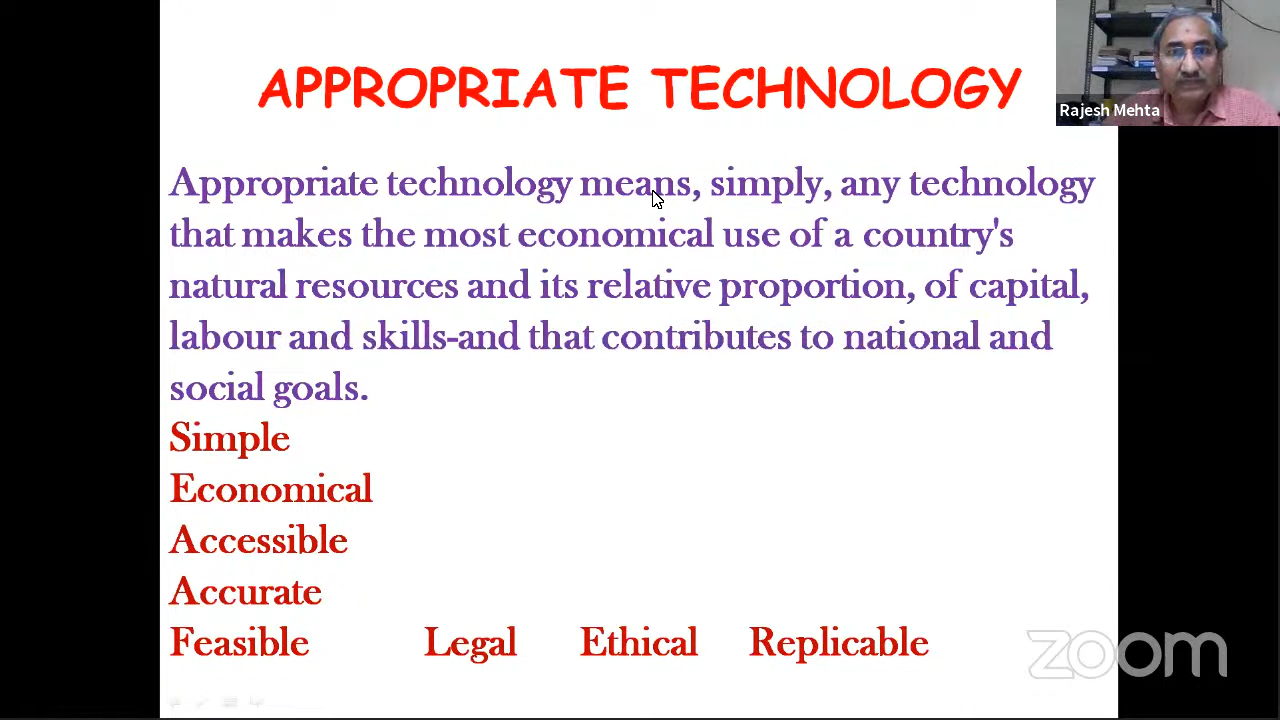 APPROPRIATE TECHNOLOGY
Rajesh Mehta
Appropriate technology means, simply, any technology
that makes the most economical use of a country's
natural resources and its relative proportion, of capital,
labour and skills-and that contributes to national and
social goals.
Simple
Economical
Accessible
Accurate
Feasible Legal Ethical Replicable
zoom